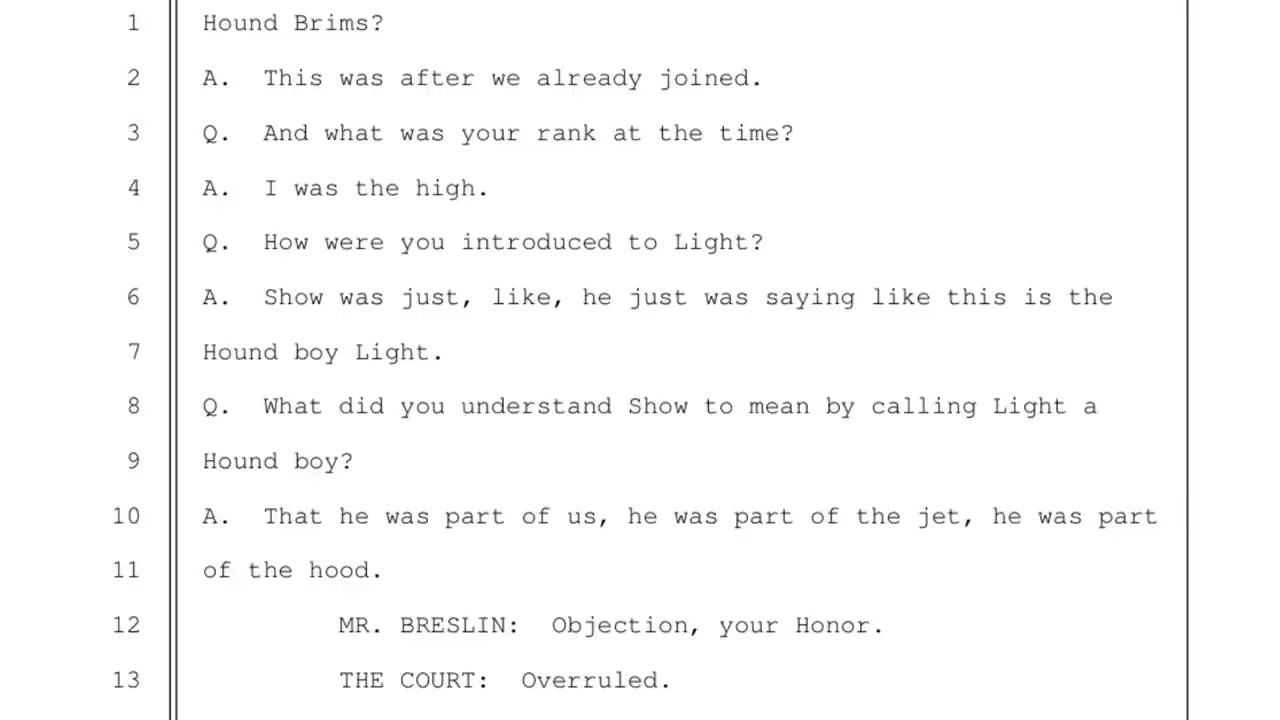 1 Hound Brims?
2 A. This was after we already joined.
3 Q. And what was your rank at the time?
4 A. I was the high.
5 Q. How were you introduced to Light?
6 A. Show was just, like, he just was saying like this is the
7 Hound boy Light.
8 Q. What did you understand Show to mean by calling Light a
9 Hound boy?
10 A. That he was part of us, he was part of the jet, he was part
11 of the hood.
12 MR. BRESLIN: Objection, your Honor.
13 THE COURT: Overruled.